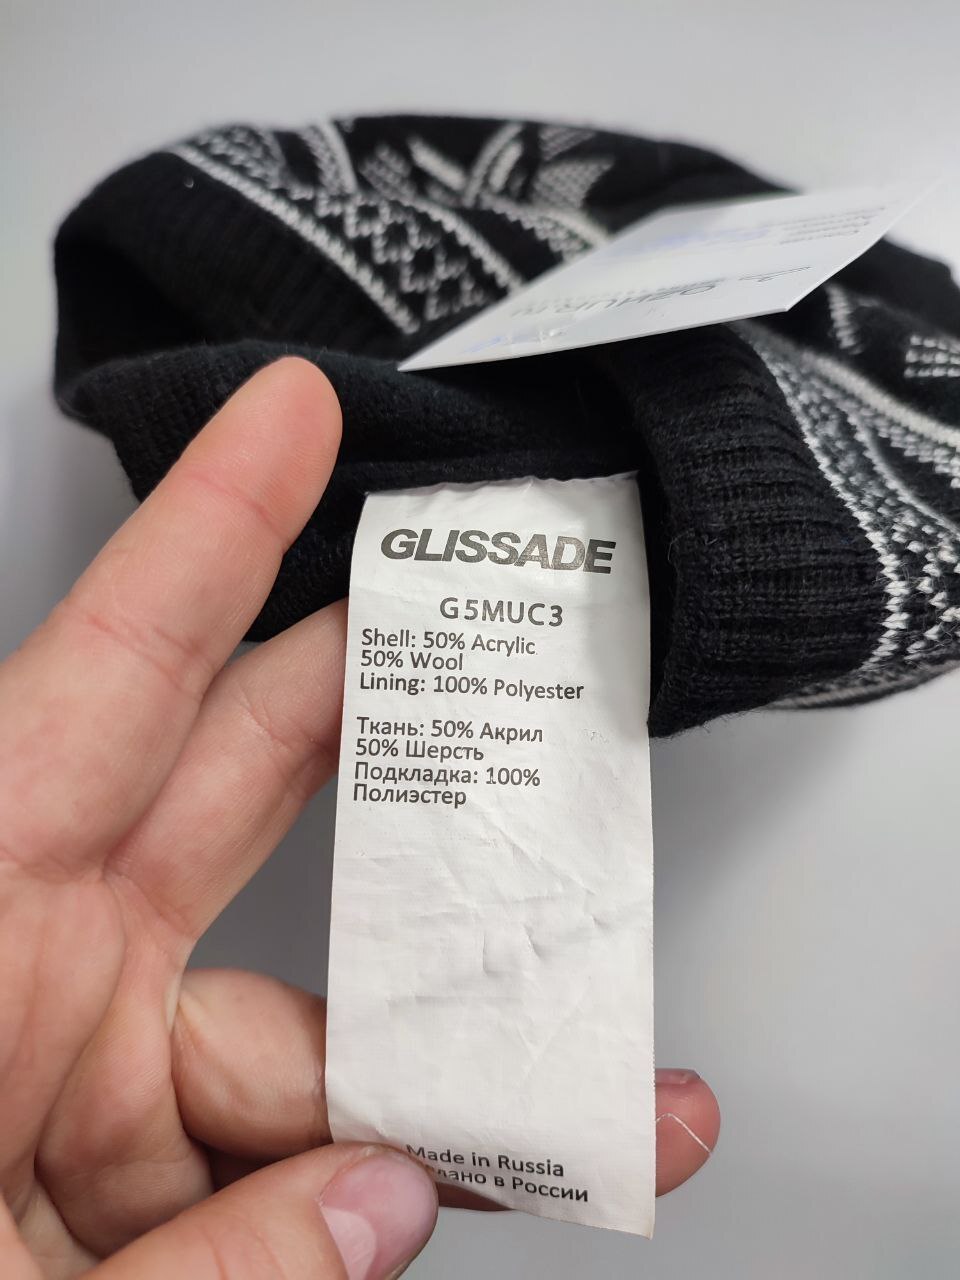 GLISSADE
G5MUC3
Shell: 50% Acrylic
50% Wool
Lining: 100% Polyester
Ткань: 50% Акрил
50% Шерсть
Подкладка: 100%
Полиэстер
Made in Russia
в России